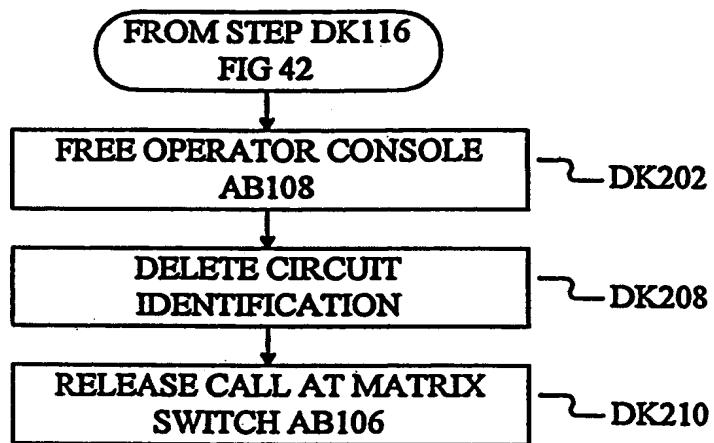 FROM STEP DK116
FIG 42
FREE OPERATOR CONSOLE
AB108
DK202
DELETE CIRCUIT
IDENTIFICATION
DK208
RELEASE CALL AT MATRIX
SWITCH AB106
DK210